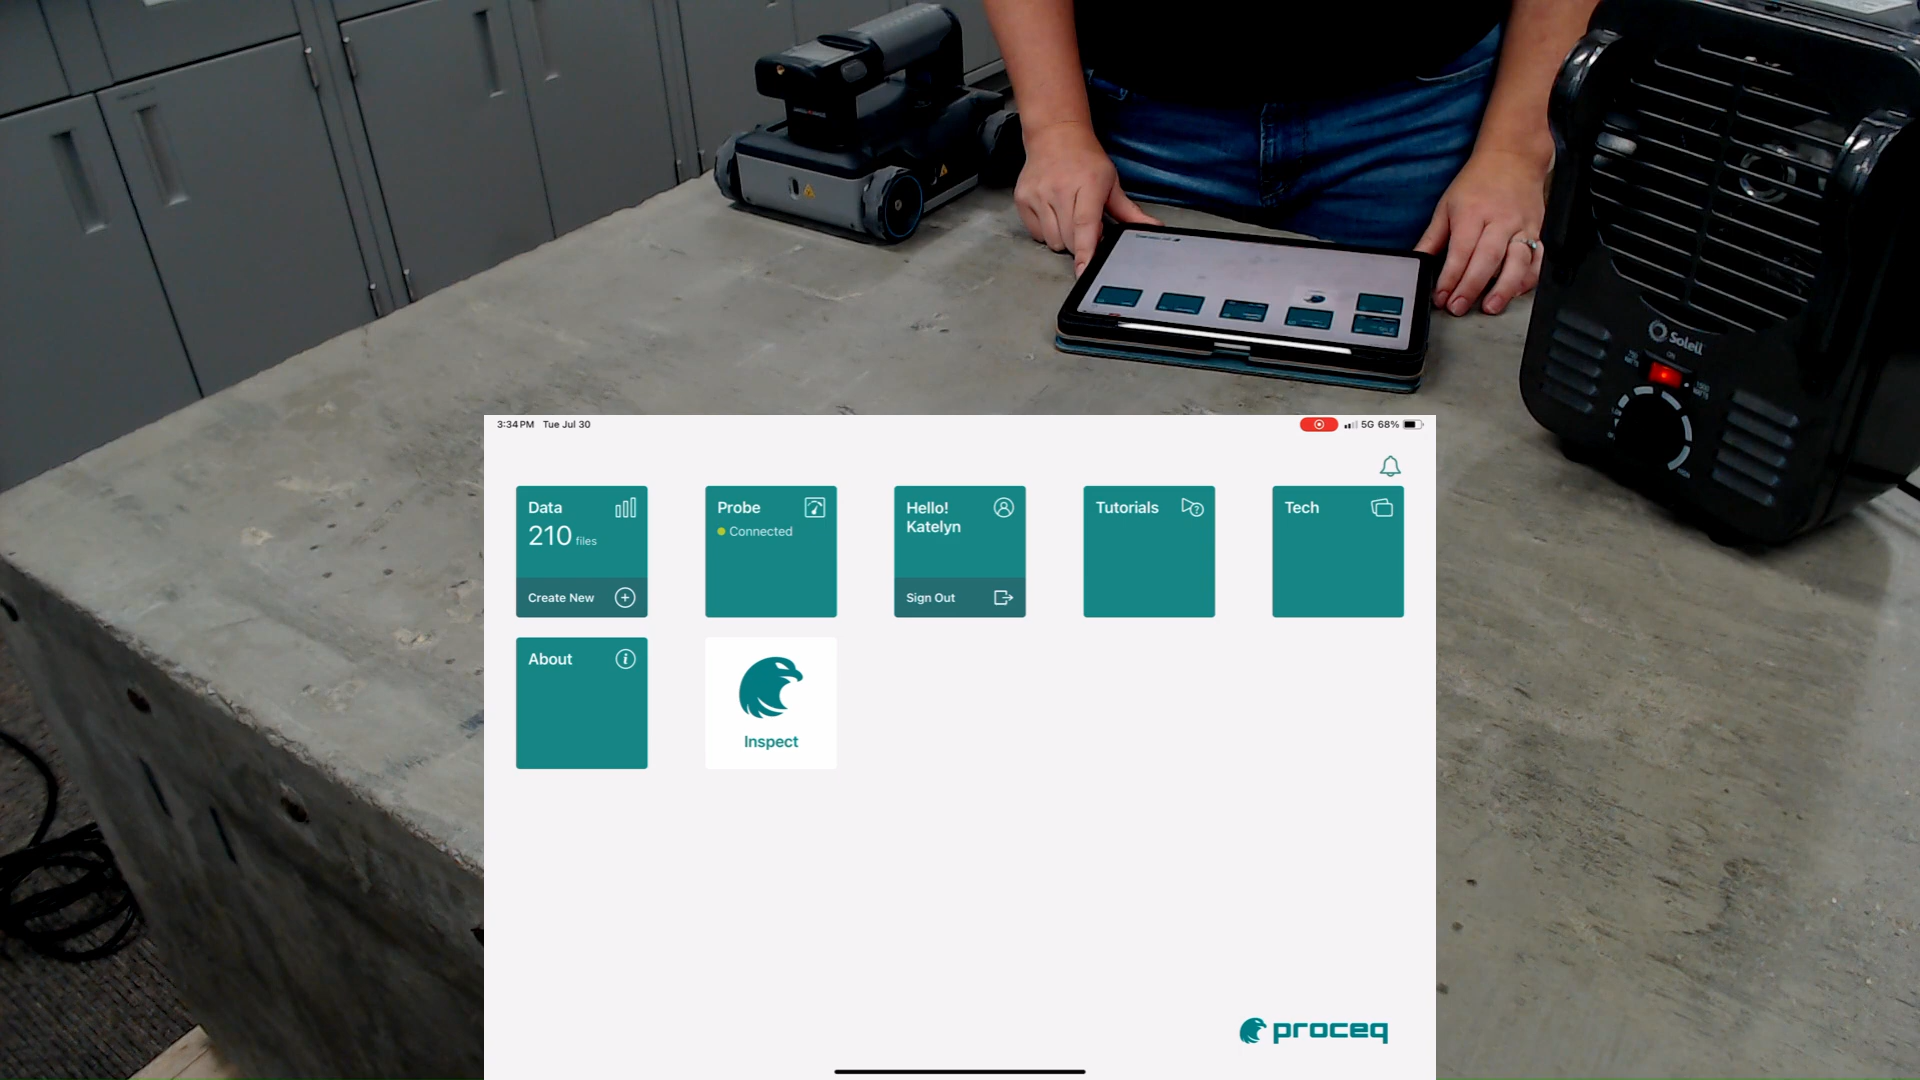 Soleil
ON
3:34 PM Tue Jul 30
5G 68%
Data
210 files
Create New
Probe
Connected
Hello!
Katelyn
Sign Out
Tutorials
Tech
About
Inspect
proceq